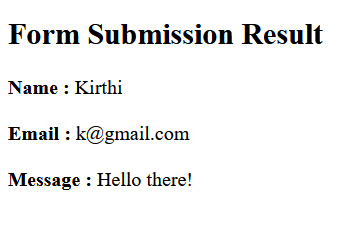 Form Submission Result
Name : Kirthi
Email : k@gmail.com
Message : Hello there!